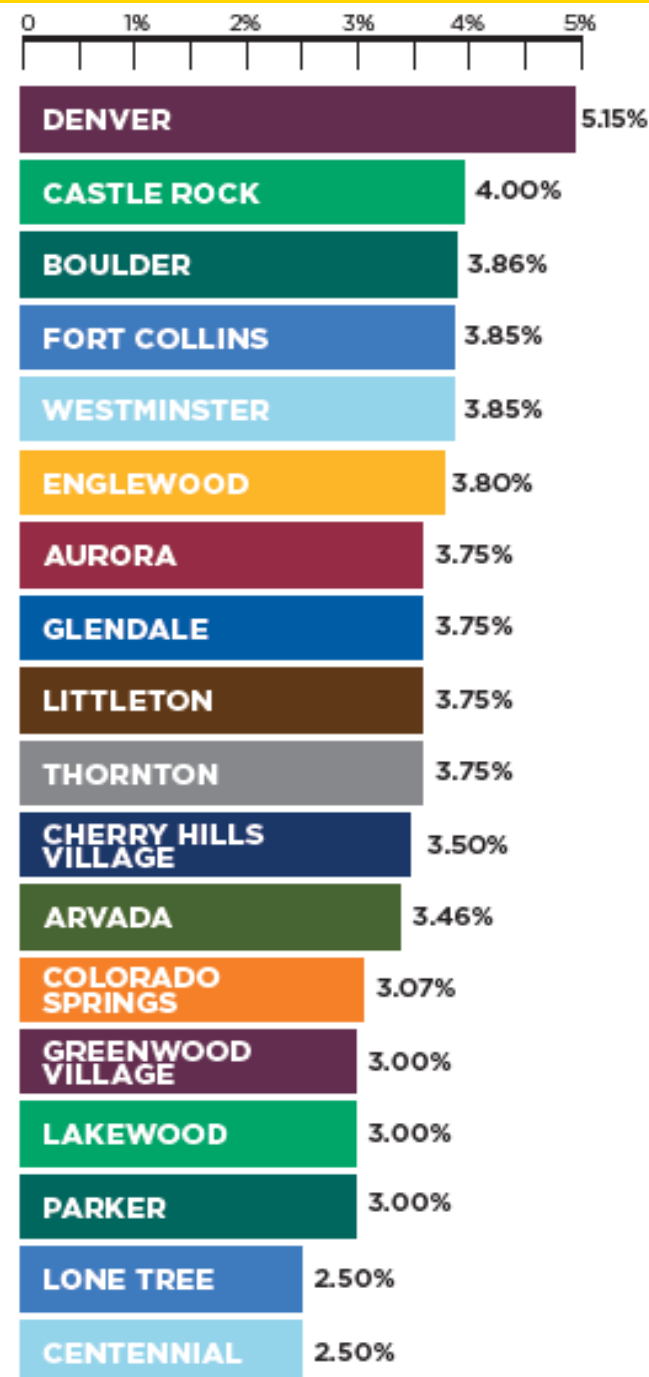 0 1% 2% 3% 4% 5%
DENVER 5.15%
CASTLE ROCK 4.00%
BOULDER 3.86%
FORT COLLINS 3.85%
WESTMINSTER 3.85%
ENGLEWOOD 3.80%
AURORA 3.75%
GLENDALE 3.75%
LITTLETON 3.75%
THORNTON 3.75%
CHERRY HILLS
VILLAGE 3.50%
ARVADA 3.46%
COLORADO
SPRINGS 3.07%
GREENWOOD
VILLAGE 3.00%
LAKEWOOD 3.00%
PARKER 3.00%
LONE TREE 2.50%
CENTENNIAL 2.50%